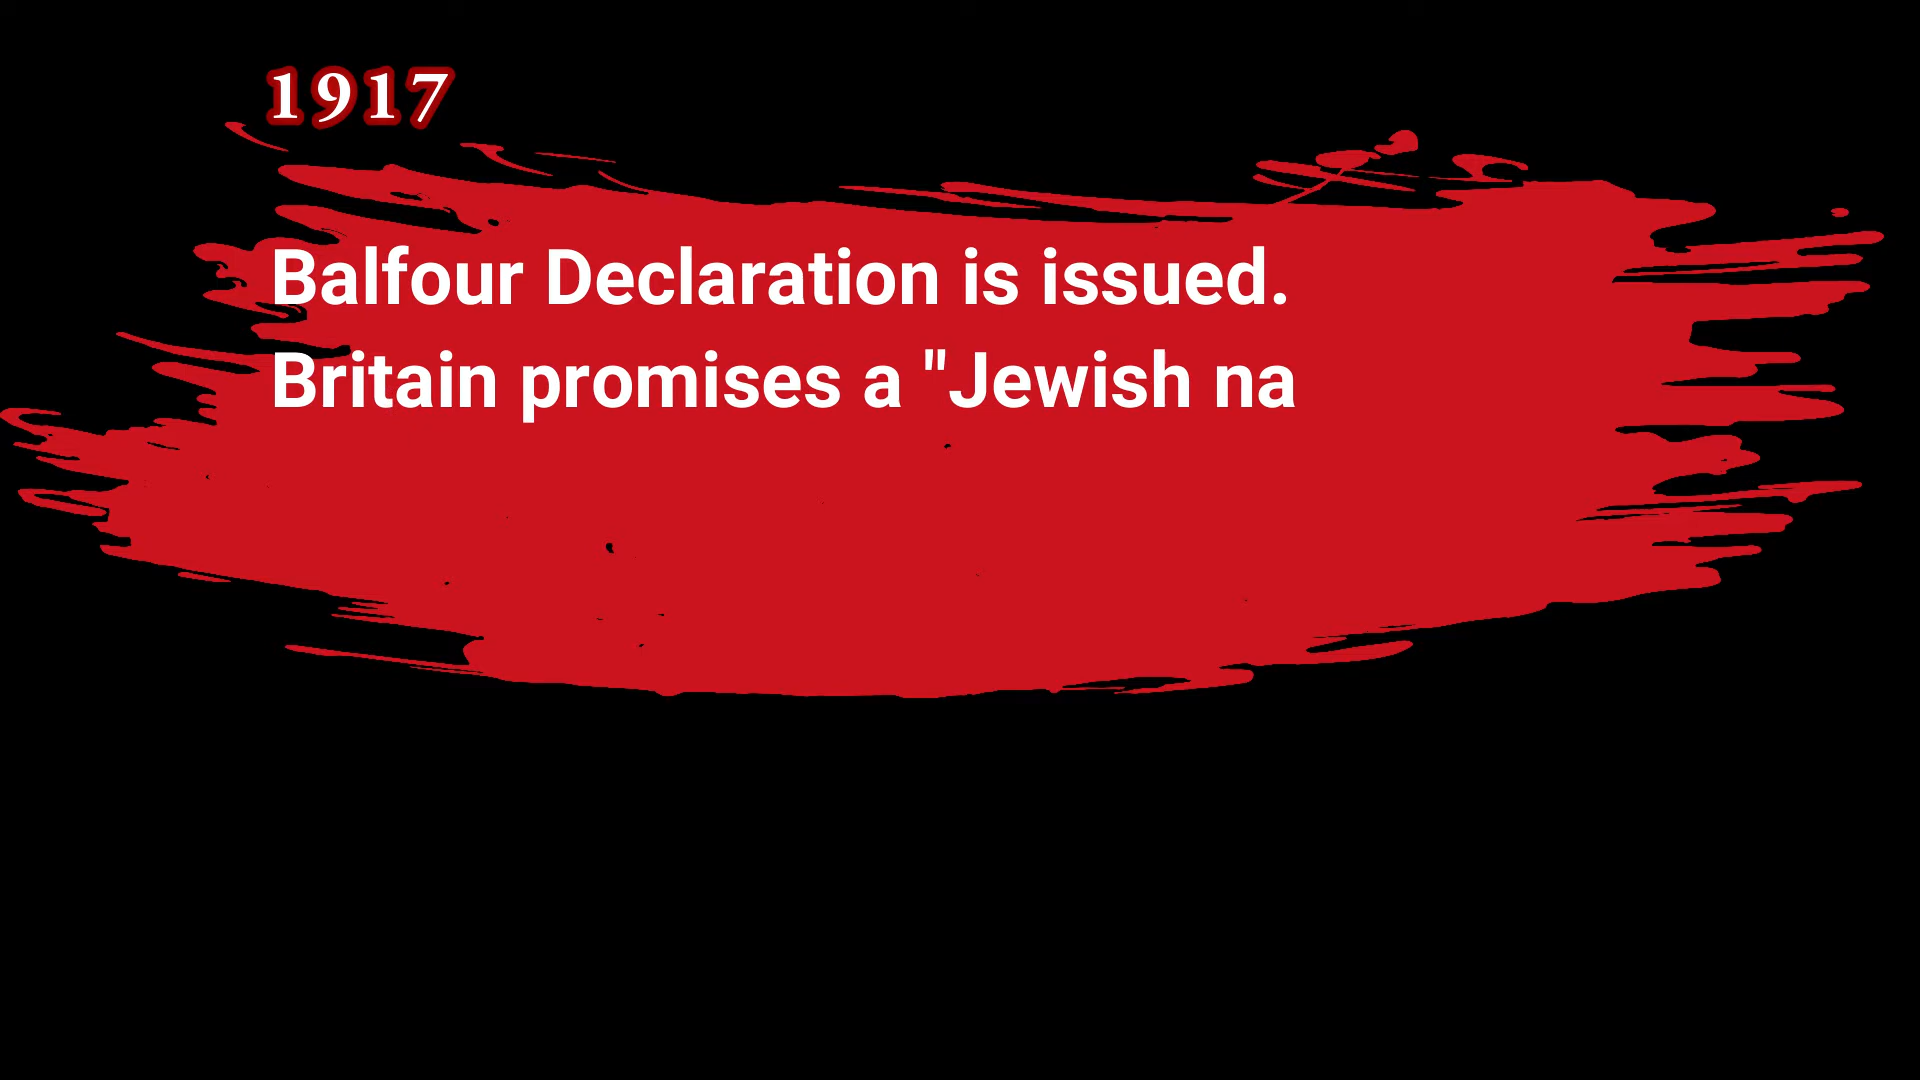 1917
Balfour Declaration is issued.
Britain promises a "Jewish na